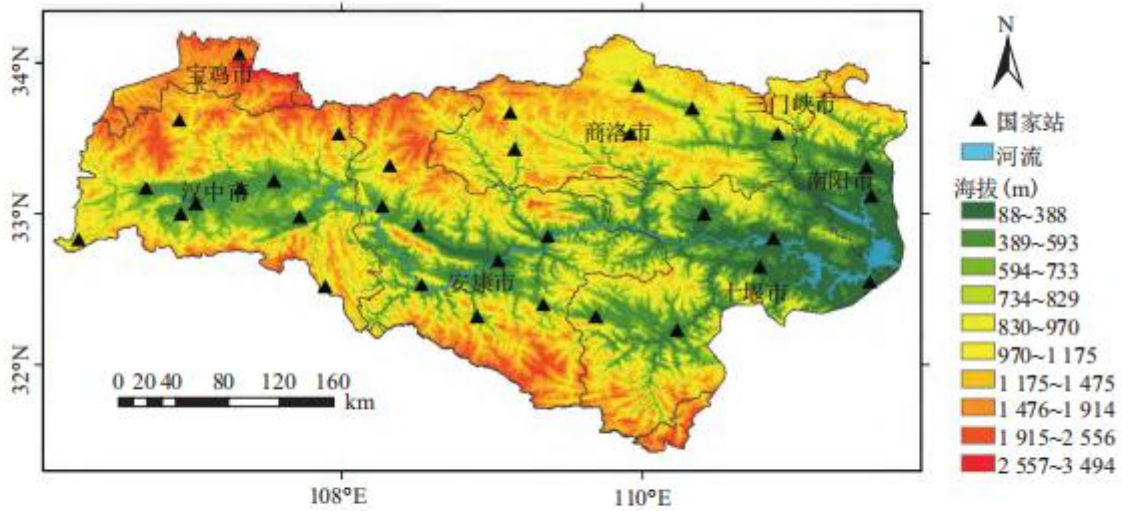 34°N
33°N
32°N
宝鸡市
三门峡市
商洛市
汉中市
南阳市
安康市
十堰市
0 20 40 80 120 160
km
108°E
110°E
N
国家站
河流
海拔(m)
88~388
389~593
594~733
734~829
830~970
970~1 175
1 175~1 475
1 476~1 914
1 915~2 556
2 557~3 494